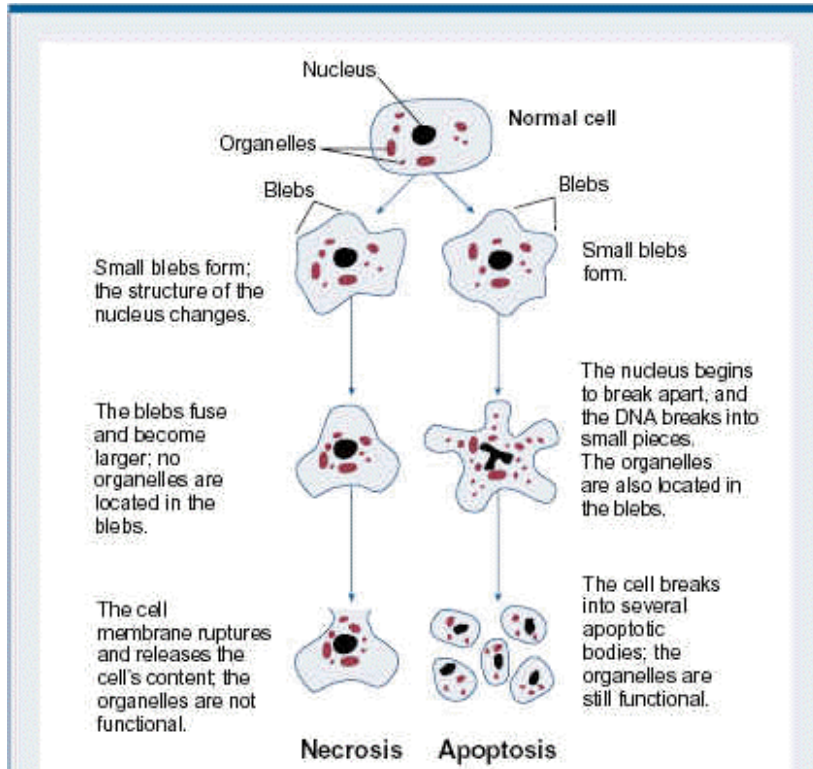 Nucleus
Normal cell
Organelles
Blebs
Blebs
Small blebs form;
the structure of the
nucleus changes.
Small blebs
form.
The blebs fuse
and become
larger; no
organelles are
located in the
blebs.
The nucleus begins
to break apart, and
the DNA breaks into
small pieces.
The organelles
are also located in
the blebs.
The cell
membrane ruptures
and releases the
cell's content; the
organelles are not
functional.
The cell breaks
into several
apoptotic
bodies; the
organelles are
still functional.
Necrosis
Apoptosis